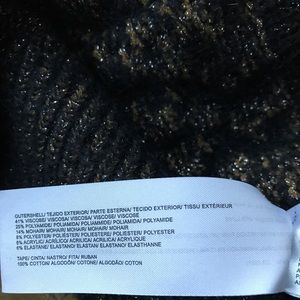 OUTERSHELL/ TEJIDO EXTERIOR/ PARTE ESTERNA/ TECIDO EXTERIOR/ TISSU EXTÉRIEUR
41% VISCOSE/ VISCOSA/ VISCOSA/ VISCOSE/ VISCOSE
25% POLYAMIDE/ POLIAMIDA/ POLIAMMIDE/ POLIAMIDA/ POLYAMIDE
14% MOHAIR/ MOHAIR/ MOHAIR/ MOHAIR/ MOHAIR
8% POLYESTER/ POLIÉSTER/ POLIESTERE/ POLIÉSTER/ POLYESTER
6% ACRYLIC/ ACRÍLICO/ ACRILICO/ ACRÍLICO/ ACRYLIQUE
6% ELASTANE/ ELASTANO/ ELASTAN/ ELASTANO/ ELASTHANNE
TAPE/ CINTA/ NASTRO/ FITA/ RUBAN
100% COTTON/ ALGODÓN/ COTONE/ ALGODÃO/ COTON